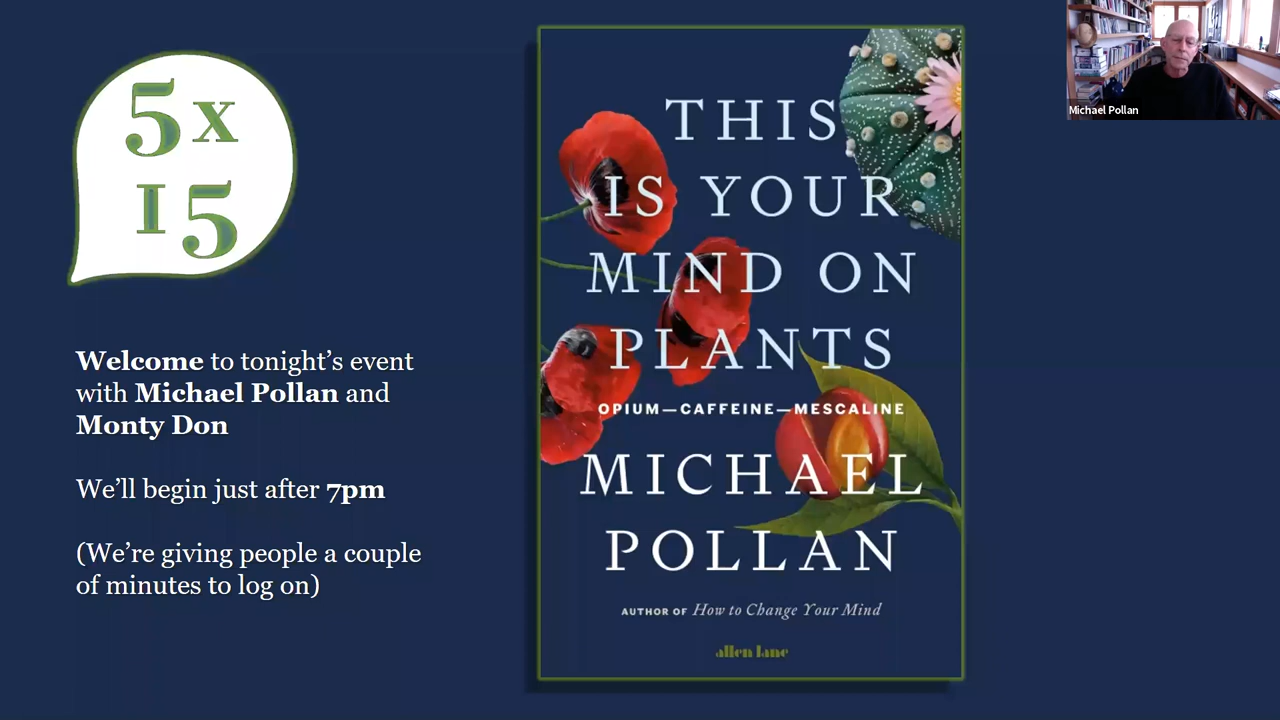 5x
15
Welcome to tonight's event
with Michael Pollan and
Monty Don
We'll begin just after 7pm
(We're giving people a couple
of minutes to log on)
THIS
IS YOUR
MIND ON
PLANTS
OPIUM—CAFFEINE—MESCALINE
MICHAEL
POLLAN
AUTHOR OF How to Change Your Mind
allen lane
Michael Pollan